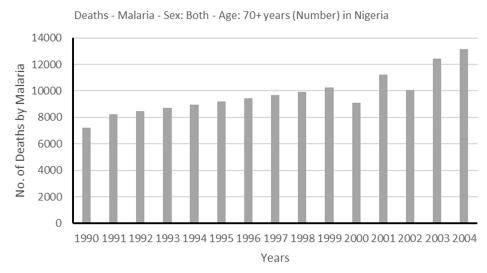 Deaths - Malaria - Sex: Both - Age: 70+ years (Number) in Nigeria
14000
12000
10000
8000
6000
4000
2000
0
No. of Deaths by Malaria
1990 1991 1992 1993 1994 1995 1996 1997 1998 1999 2000 2001 2002 2003 2004
Years